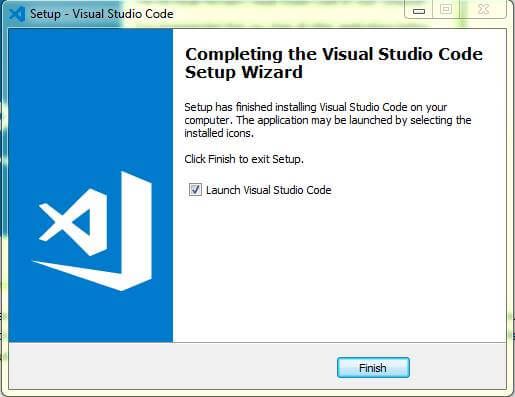 Setup - Visual Studio Code
Completing the Visual Studio Code
Setup Wizard
Setup has finished installing Visual Studio Code on your
computer. The application may be launched by selecting the
installed icons.
Click Finish to exit Setup.
Launch Visual Studio Code
Finish